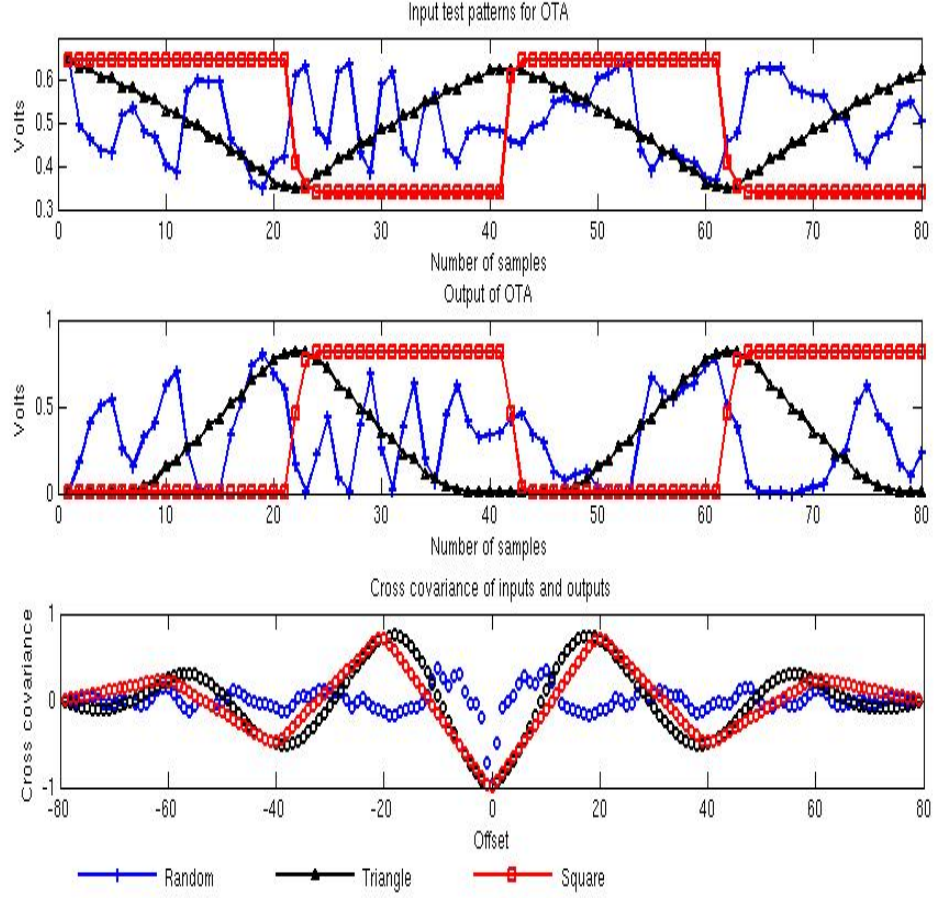 Input test patterns for OTA
Volts
0.6
0.5
0.4
0.3
0 10 20 30 40 50 60 70 80
Number of samples
Output of OTA
Volts
1
0.5
0
0 10 20 30 40 50 60 70 80
Number of samples
Cross covariance of inputs and outputs
Cross covariance
1
0
-1
-80 -60 -40 -20 0 20 40 60 80
Offset
Random Triangle Square